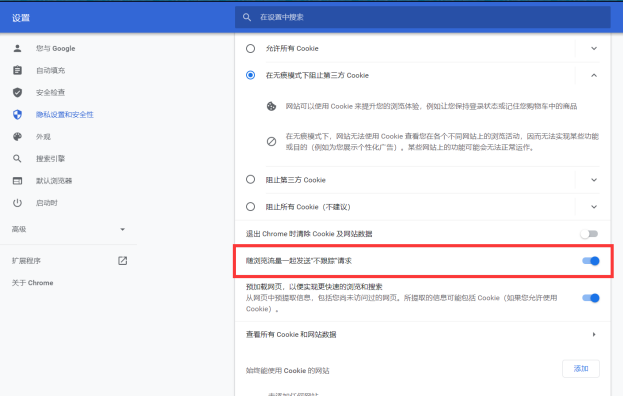 设置
在设置中搜索
您与 Google
自动填充
安全检查
隐私设置和安全性
外观
搜索引擎
默认浏览器
启动时
高级
扩展程序
关于 Chrome
允许所有 Cookie
在无痕模式下阻止第三方 Cookie
网站可以使用 Cookie 来提升您的浏览体验，例如让您保持登录状态或记住您购物车中的商品
在无痕模式下，网站无法使用 Cookie 查看您在各个不同网站上的浏览活动，因而无法实现某些功能
或目的（例如为您展示个性化广告）。某些网站上的功能可能会无法正常运作。
阻止第三方 Cookie
阻止所有 Cookie（不建议）
退出 Chrome 时清除 Cookie 及网站数据
随浏览流量一起发送“不跟踪”请求
预加载网页，以便实现更快速的浏览和搜索
从网页中预提取信息，包括您尚未访问过的网页。所提取的信息可能包括 Cookie（如果您允许使用
Cookie）。
查看所有 Cookie 和网站数据
始终能使用 Cookie 的网站
添加